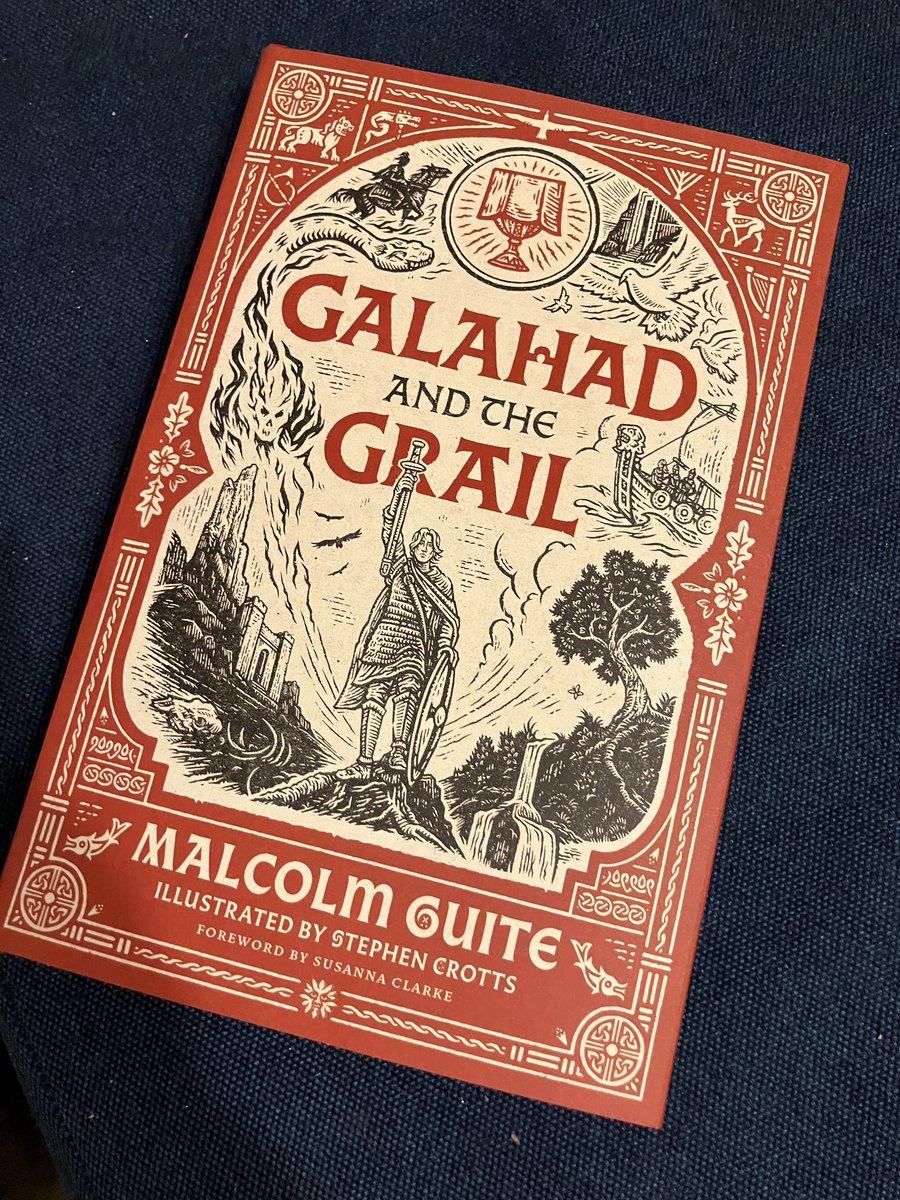 GALAHAD
AND THE
GRAIL
MALCOLM GUITE
ILLUSTRATED BY STEPHEN CROTTS
FOREWORD BY SUSANNA CLARKE